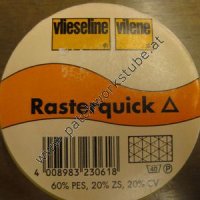 vlieseline vilene
Rasterquick
www.patchworkstube.at
4 008983 230618
60% PES, 20% ZS, 20% CV